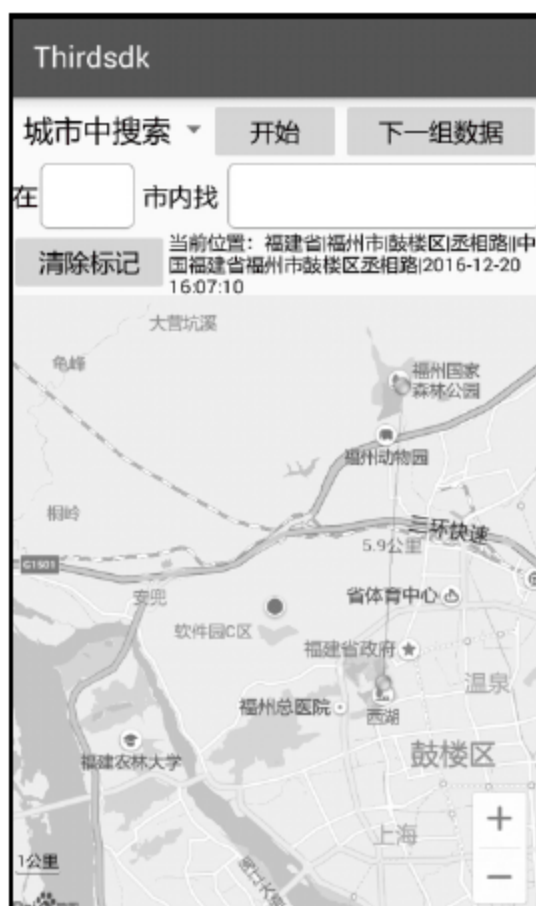 Thirdsdk
城市中搜索 开始 下一组数据
在 市内找
清除标记
当前位置：福建省|福州市|鼓楼区|丞相路||中
国福建省福州市鼓楼区丞相路|2016-12-20
16:07:10
大营坑溪
龟峰
福州国家
森林公园
福州动物园
桐岭
三环快速
5.9公里
G1501
安兜
省体育中心
软件园C区
福建省政府
温泉
福州总医院
西湖
福建农林大学
鼓楼区
上海
+
1公里
−